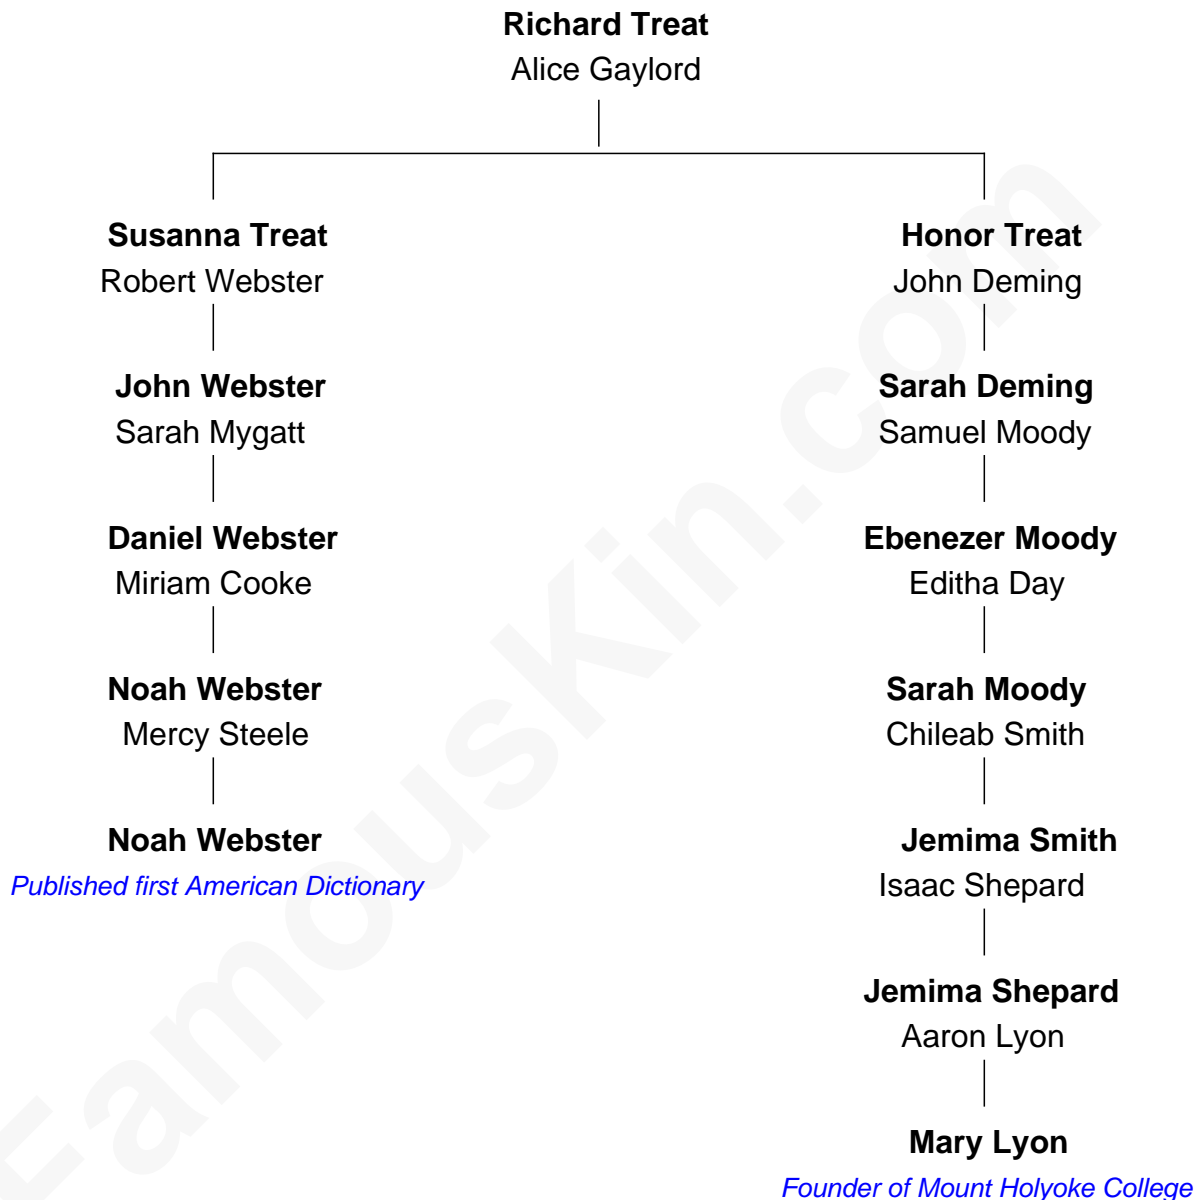 Richard Treat
Alice Gaylord
Susanna Treat
Robert Webster
John Webster
Sarah Mygatt
Daniel Webster
Miriam Cooke
Noah Webster
Mercy Steele
Noah Webster
Published first American Dictionary
Honor Treat
John Deming
Sarah Deming
Samuel Moody
Ebenezer Moody
Editha Day
Sarah Moody
Chileab Smith
Jemima Smith
Isaac Shepard
Jemima Shepard
Aaron Lyon
Mary Lyon
Founder of Mount Holyoke College
FamousKin.com